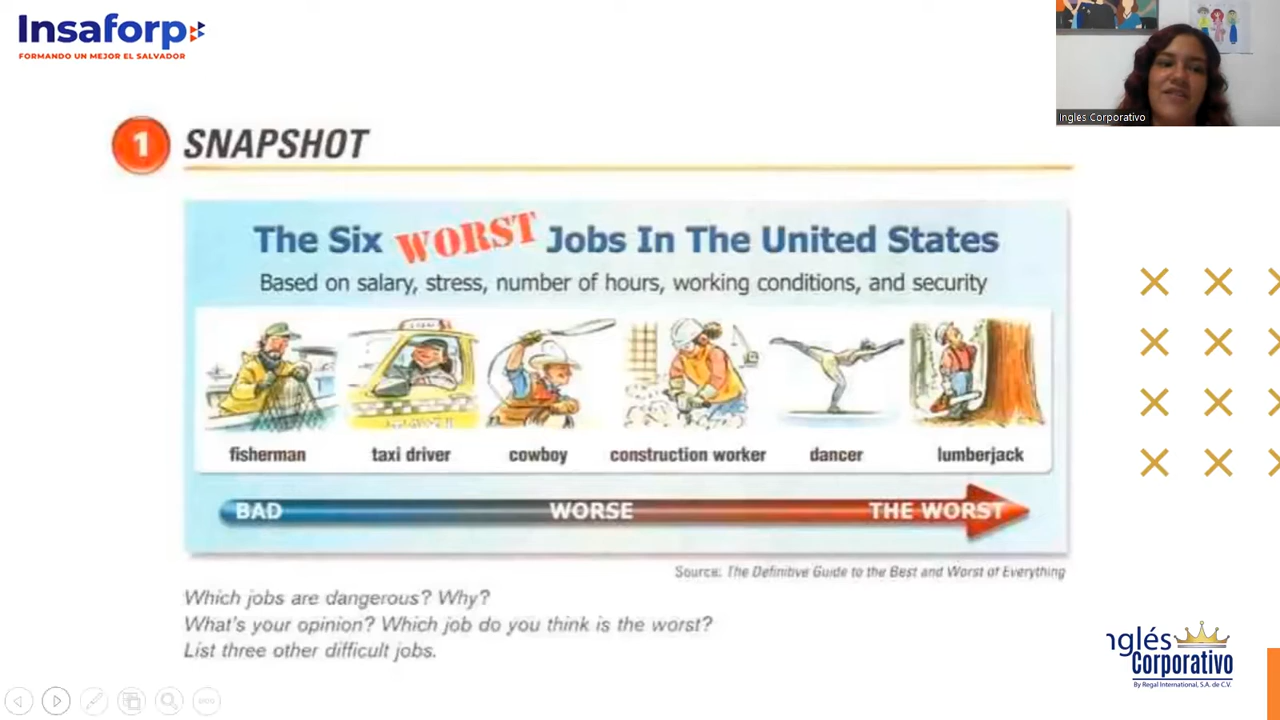 Insaforp
FORMANDO UN MEJOR EL SALVADOR
Inglés Corporativo
1 SNAPSHOT
The Six WORST Jobs In The United States
Based on salary, stress, number of hours, working conditions, and security
TAXI
fisherman taxi driver cowboy construction worker dancer lumberjack
BAD WORSE THE WORST
Source: The Definitive Guide to the Best and Worst of Everything
Which jobs are dangerous? Why?
What's your opinion? Which job do you think is the worst?
List three other difficult jobs.
nglés
Corporativo
By Regal International, S.A. de C.V.